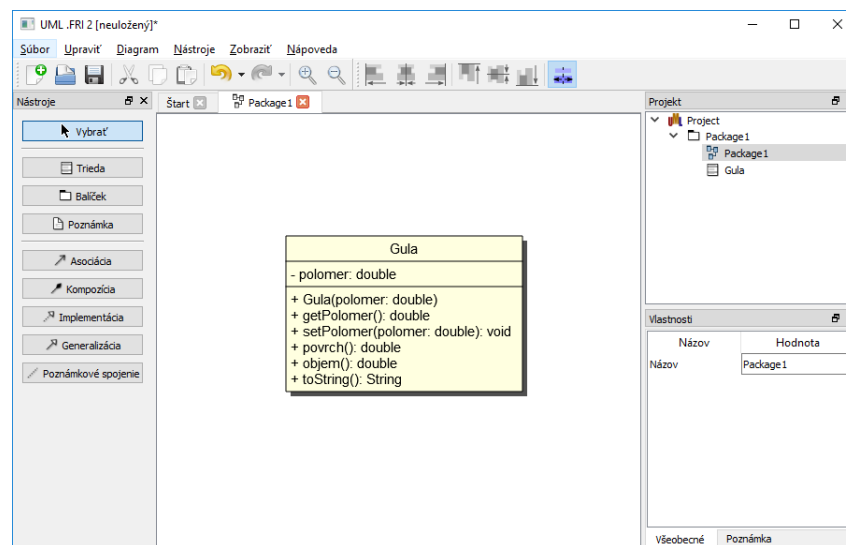 UML .FRI 2 [neuložený]*
Súbor Upraviť Diagram Nástroje Zobraziť Nápoveda
Nástroje
Štart
Package1
Projekt
Vybrať
Trieda
Balíček
Poznámka
Asociácia
Kompozícia
Implementácia
Generalizácia
Poznámkové spojenie
Gula
- polomer: double
+ Gula(polomer: double)
+ getPolomer(): double
+ setPolomer(polomer: double): void
+ povrch(): double
+ objem(): double
+ toString(): String
Project
Package1
Package1
Gula
Vlastnosti
Názov Hodnota
Názov Package1
Všeobecné Poznámka